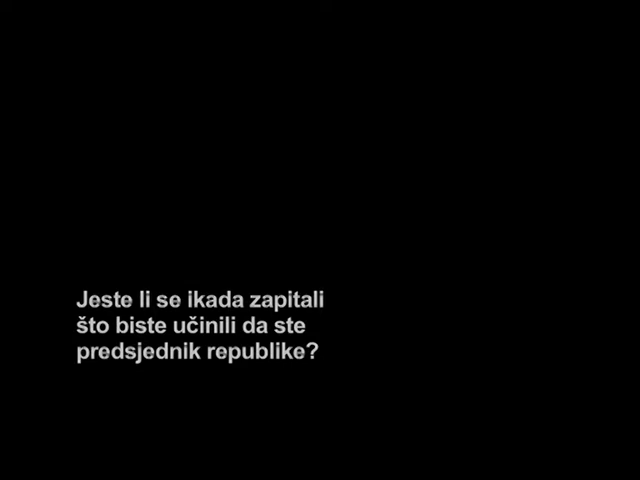 Jeste li se ikada zapitali
što biste učinili da ste
predsjednik republike?